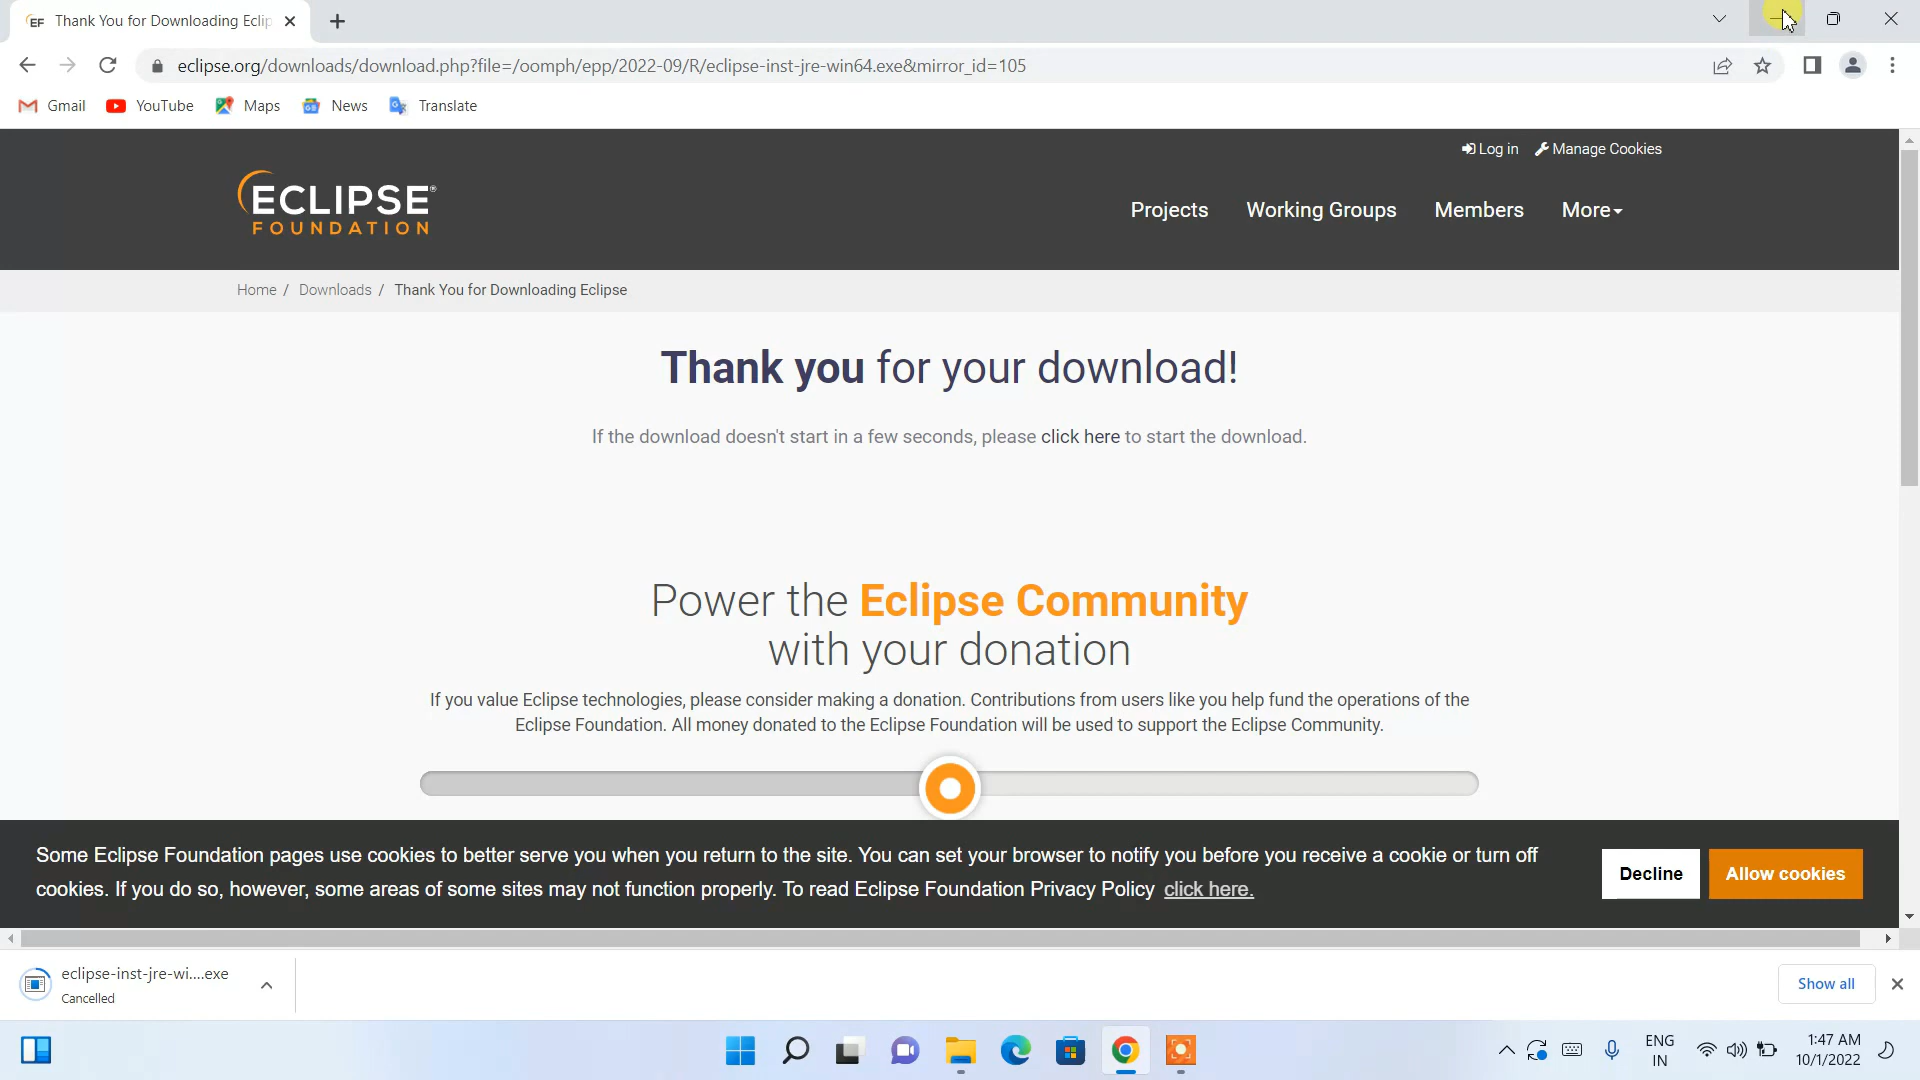 EF Thank You for Downloading Eclip
eclipse.org/downloads/download.php?file=/oomph/epp/2022-09/R/eclipse-inst-jre-win64.exe&mirror_id=105
Gmail YouTube Maps News Translate
Log in Manage Cookies
ECLIPSE®
FOUNDATION
Projects Working Groups Members More
Home / Downloads / Thank You for Downloading Eclipse
Thank you for your download!
If the download doesn't start in a few seconds, please click here to start the download.
Power the Eclipse Community
with your donation
If you value Eclipse technologies, please consider making a donation. Contributions from users like you help fund the operations of the
Eclipse Foundation. All money donated to the Eclipse Foundation will be used to support the Eclipse Community.
Some Eclipse Foundation pages use cookies to better serve you when you return to the site. You can set your browser to notify you before you receive a cookie or turn off
cookies. If you do so, however, some areas of some sites may not function properly. To read Eclipse Foundation Privacy Policy click here.
Decline Allow cookies
eclipse-inst-jre-wi....exe
Cancelled
Show all
ENG
IN
1:47 AM
10/1/2022